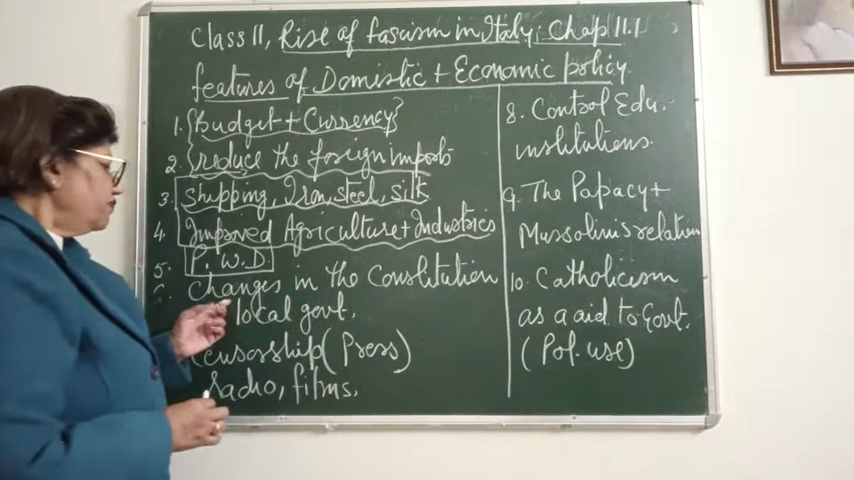 Class 11, Rise of fascism in Italy, Chap 11.1
features of Domistic + Economic policy
1. {budget + Currency}
2. {reduce the foreign imports
3. Shipping, Iron, steel, silk
4. Improved Agriculture + Industries
5. P.W.D
6. changes in the Constitution
local govt.
censorship (Press)
Radio, films.
8. Control Edu.
institutions.
9. The Papacy +
Mussolinis relation
10. Catholicism
as a aid to Govt.
(Pol. use)